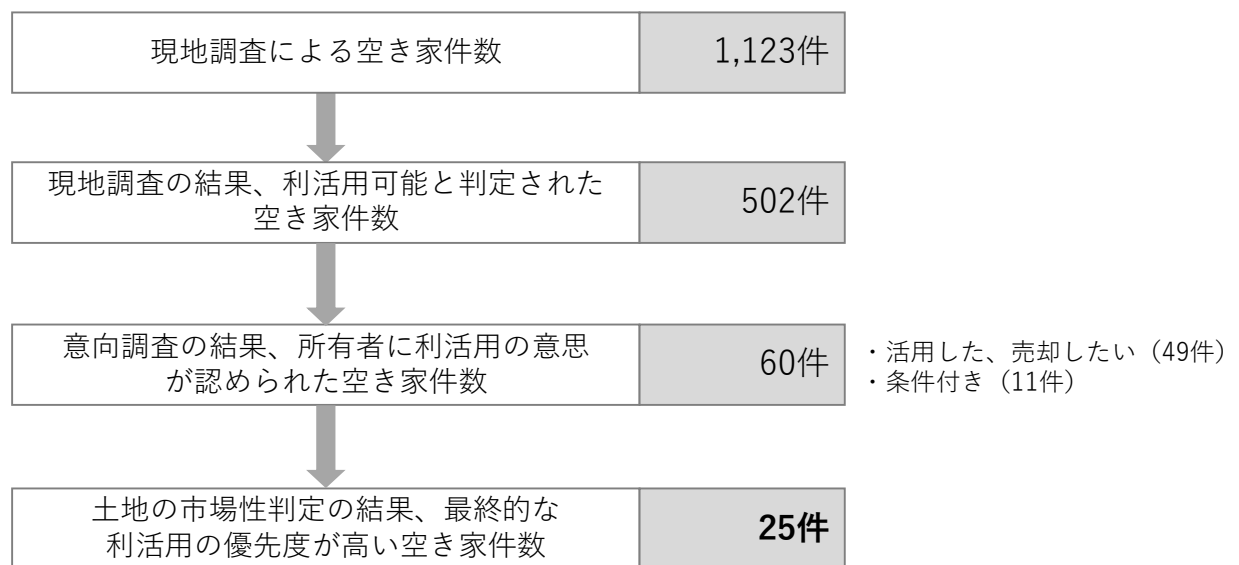 現地調査による空き家件数
1,123件
現地調査の結果、利活用可能と判定された
空き家件数
502件
意向調査の結果、所有者に利活用の意思
が認められた空き家件数
60件
・活用した、売却したい（49件）
・条件付き（11件）
土地の市場性判定の結果、最終的な
利活用の優先度が高い空き家件数
25件